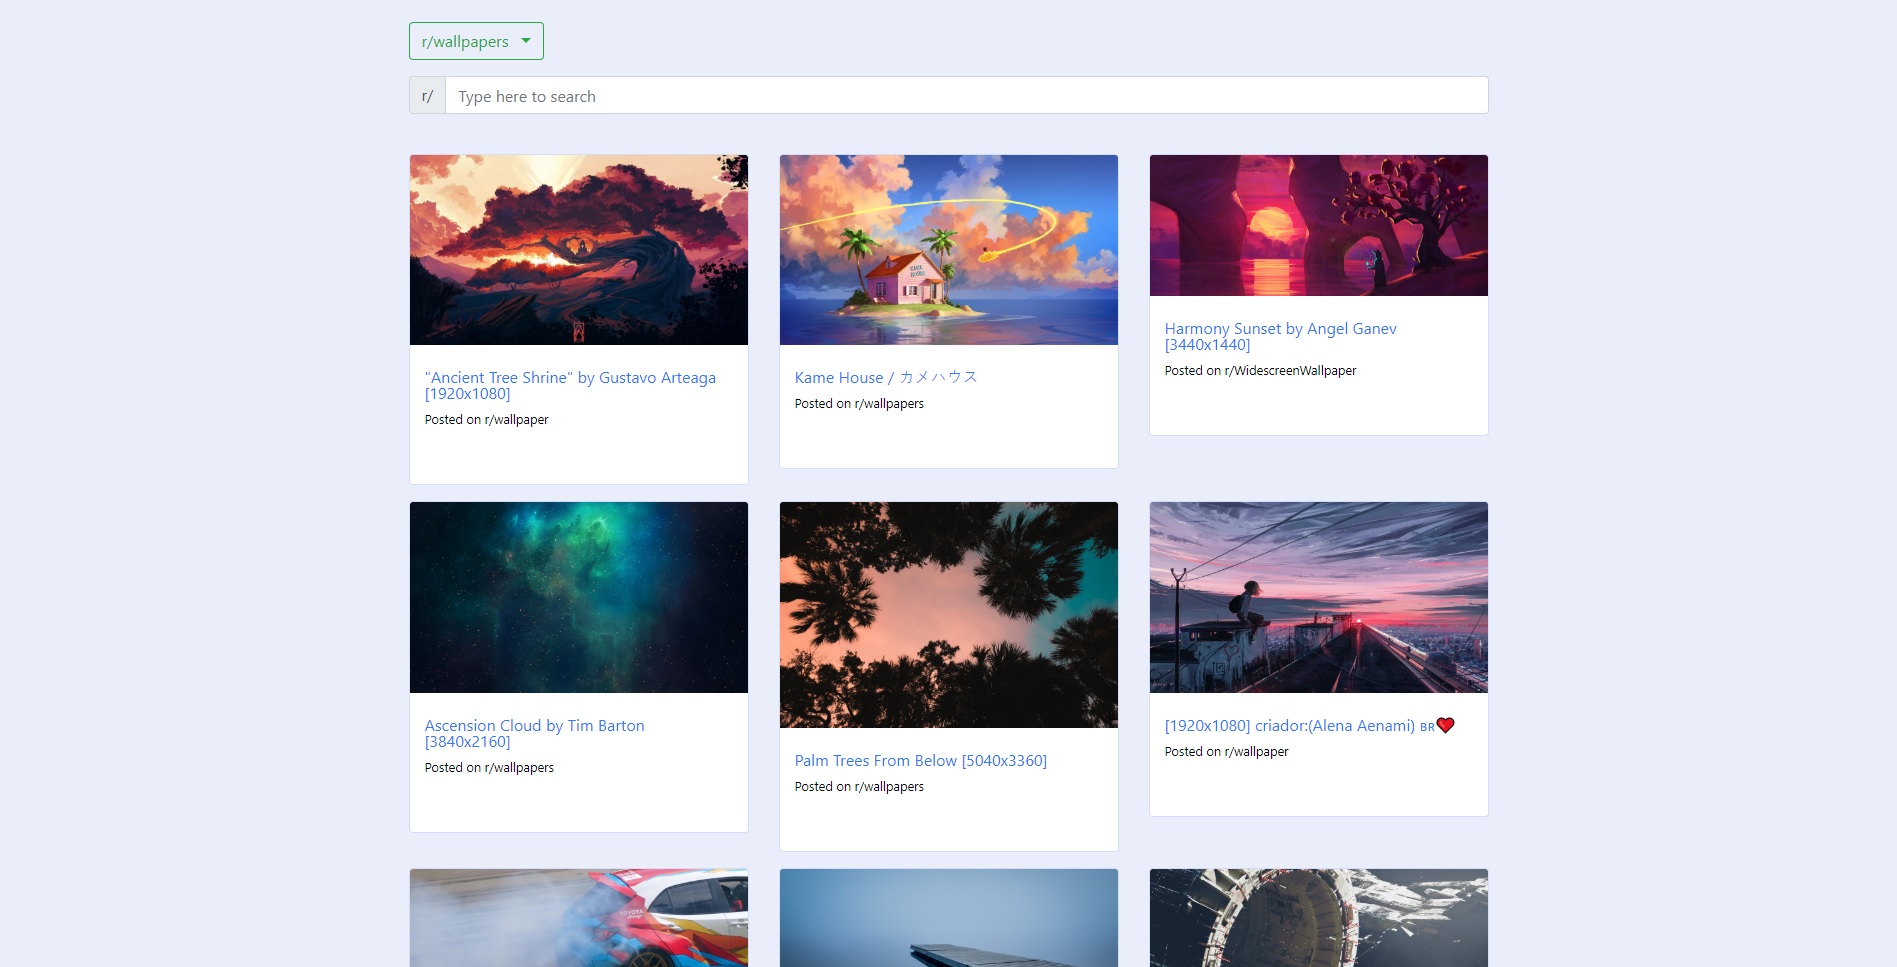 r/wallpapers
r/ Type here to search
"Ancient Tree Shrine" by Gustavo Arteaga
[1920x1080]
Posted on r/wallpaper
Kame House / カメハウス
Posted on r/wallpapers
Harmony Sunset by Angel Ganev
[3440x1440]
Posted on r/WidescreenWallpaper
Ascension Cloud by Tim Barton
[3840x2160]
Posted on r/wallpapers
Palm Trees From Below [5040x3360]
Posted on r/wallpapers
[1920x1080] criador:(Alena Aenami) ʙʀ❤
Posted on r/wallpaper
TOYOTA